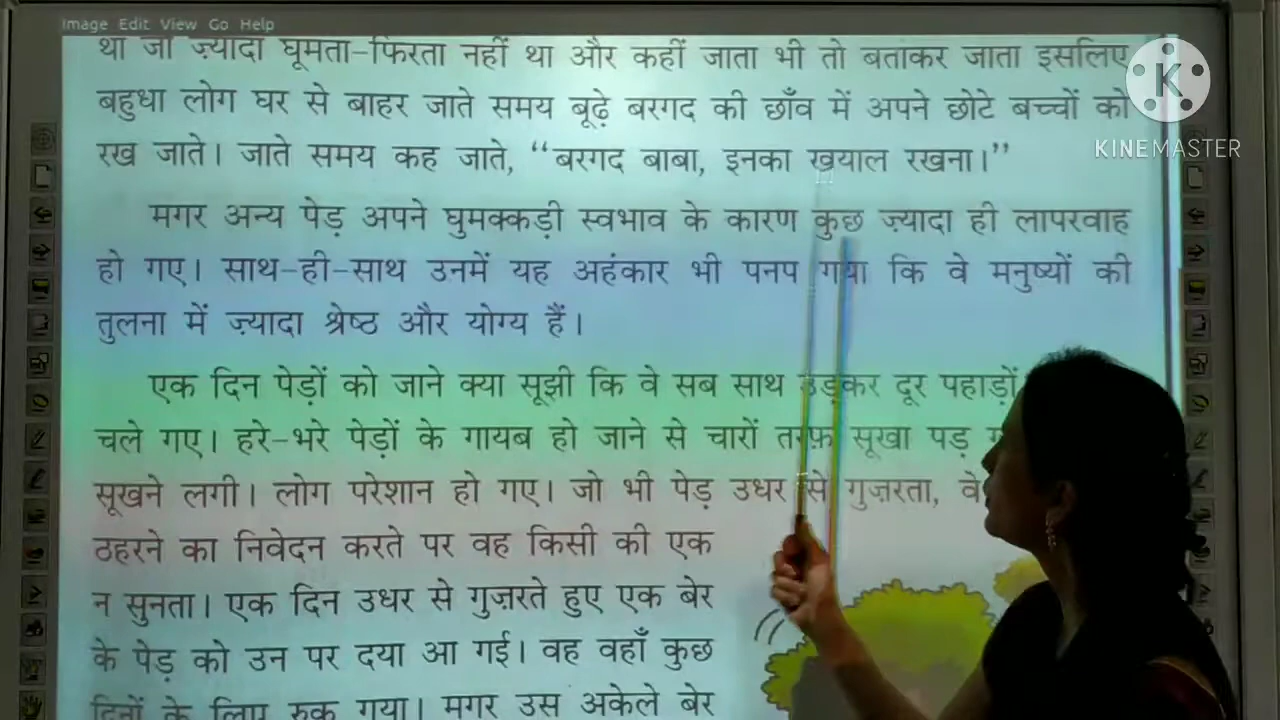 Image Edit View Go Help
था जो ज़्यादा घूमता-फिरता नहीं था और कहीं जाता भी तो बताकर जाता इसलिए
बहुधा लोग घर से बाहर जाते समय बूढ़े बरगद की छाँव में अपने छोटे बच्चों को
रख जाते। जाते समय कह जाते, “बरगद बाबा, इनका खयाल रखना।”
K
KINEMASTER
मगर अन्य पेड़ अपने घुमक्कड़ी स्वभाव के कारण कुछ ज़्यादा ही लापरवाह
हो गए। साथ-ही-साथ उनमें यह अहंकार भी पनप गया कि वे मनुष्यों की
तुलना में ज़्यादा श्रेष्ठ और योग्य हैं।
एक दिन पेड़ों को जाने क्या सूझी कि वे सब साथ उड़कर दूर पहाड़ों
चले गए। हरे-भरे पेड़ों के गायब हो जाने से चारों तरफ़ सूखा पड़
सूखने लगी। लोग परेशान हो गए। जो भी पेड़ उधर से गुज़रता, वे
ठहरने का निवेदन करते पर वह किसी की एक
न सुनता। एक दिन उधर से गुज़रते हुए एक बेर
के पेड़ को उन पर दया आ गई। वह वहाँ कुछ
दिनों के लिए रुक गया। मगर उस अकेले बेर